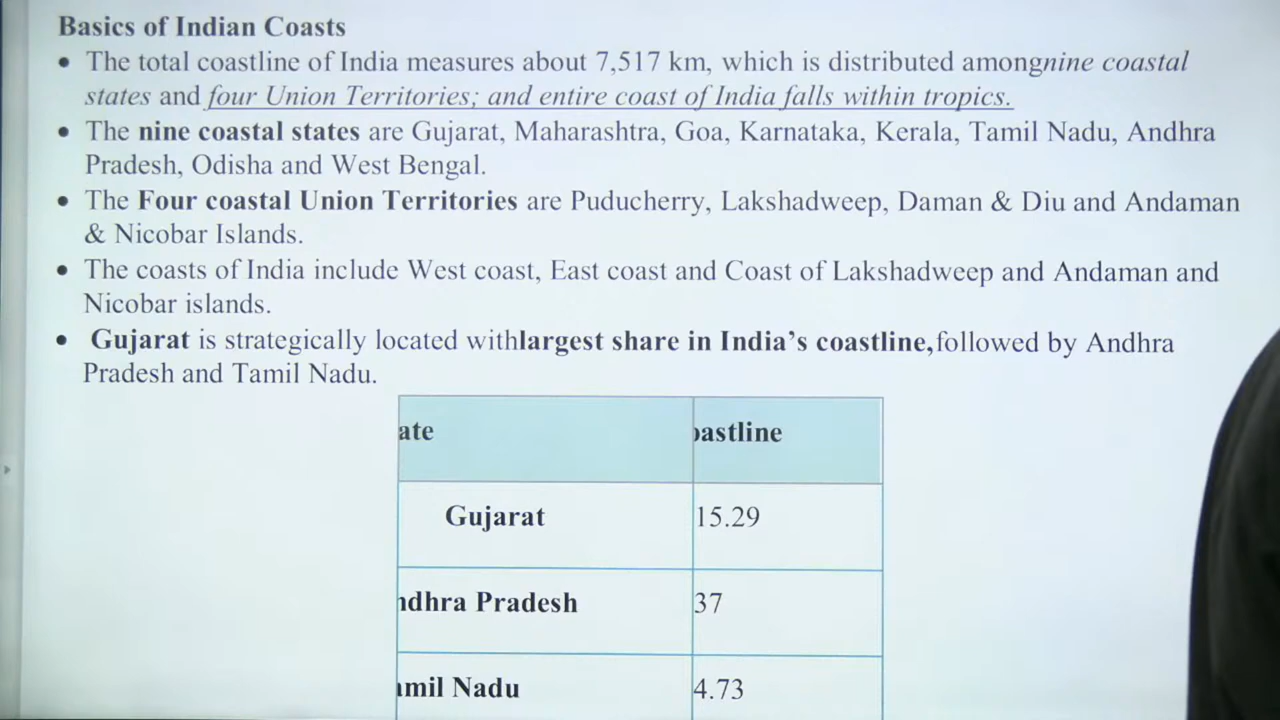 Basics of Indian Coasts
• The total coastline of India measures about 7,517 km, which is distributed amongnine coastal
states and four Union Territories; and entire coast of India falls within tropics.
• The nine coastal states are Gujarat, Maharashtra, Goa, Karnataka, Kerala, Tamil Nadu, Andhra
Pradesh, Odisha and West Bengal.
• The Four coastal Union Territories are Puducherry, Lakshadweep, Daman & Diu and Andaman
& Nicobar Islands.
• The coasts of India include West coast, East coast and Coast of Lakshadweep and Andaman and
Nicobar islands.
• Gujarat is strategically located withlargest share in India’s coastline,followed by Andhra
Pradesh and Tamil Nadu.
ate oastline
Gujarat 15.29
ndhra Pradesh 37
amil Nadu 4.73